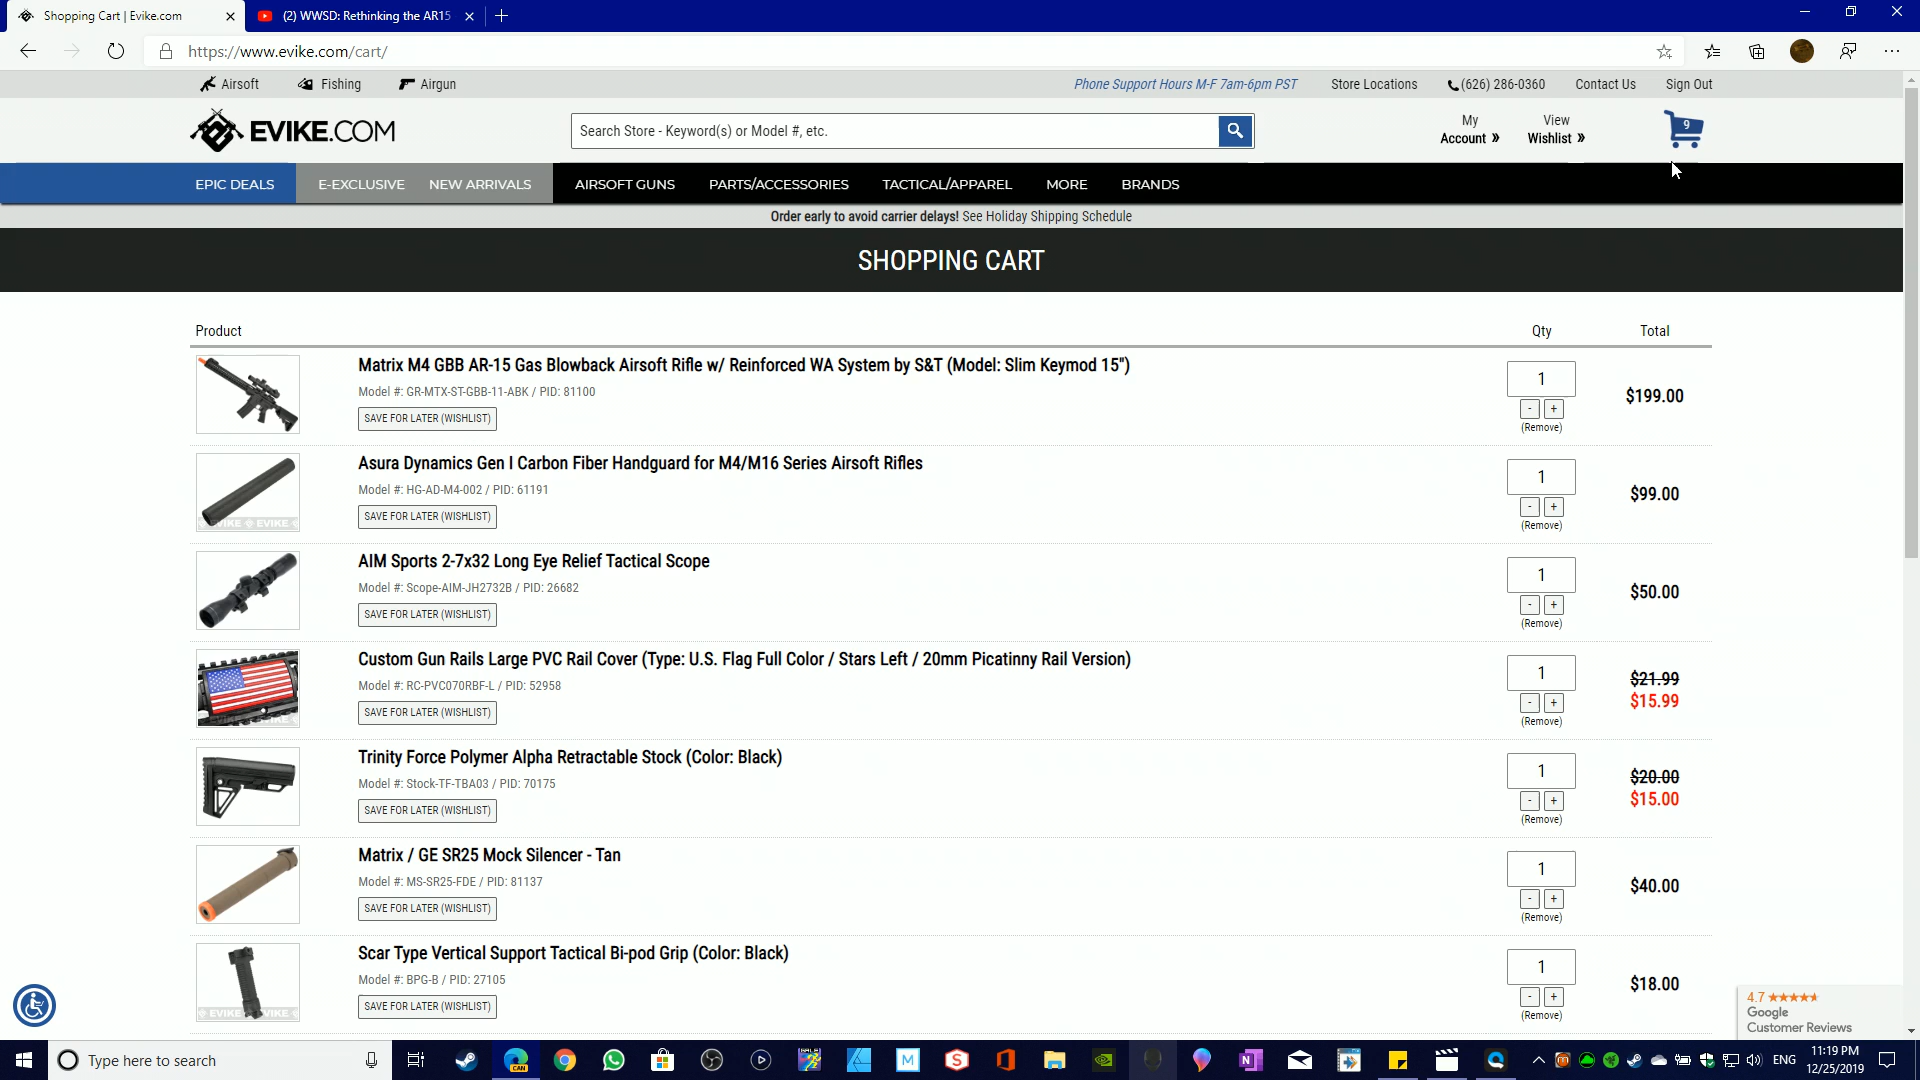 Shopping Cart | Evike.com
(2) WWSD: Rethinking the AR15
https://www.evike.com/cart/
Airsoft
Fishing
Airgun
Phone Support Hours M-F 7am-6pm PST
Store Locations
(626) 286-0360
Contact Us
Sign Out
EVIKE.COM
Search Store - Keyword(s) or Model #, etc.
My
Account »
View
Wishlist »
9
EPIC DEALS
E-EXCLUSIVE
NEW ARRIVALS
AIRSOFT GUNS
PARTS/ACCESSORIES
TACTICAL/APPAREL
MORE
BRANDS
Order early to avoid carrier delays! See Holiday Shipping Schedule
SHOPPING CART
Product
Qty
Total
Matrix M4 GBB AR-15 Gas Blowback Airsoft Rifle w/ Reinforced WA System by S&T (Model: Slim Keymod 15")
Model #: GR-MTX-ST-GBB-11-ABK / PID: 81100
SAVE FOR LATER (WISHLIST)
1
- +
(Remove)
$199.00
Asura Dynamics Gen I Carbon Fiber Handguard for M4/M16 Series Airsoft Rifles
Model #: HG-AD-M4-002 / PID: 61191
SAVE FOR LATER (WISHLIST)
1
- +
(Remove)
$99.00
AIM Sports 2-7x32 Long Eye Relief Tactical Scope
Model #: Scope-AIM-JH2732B / PID: 26682
SAVE FOR LATER (WISHLIST)
1
- +
(Remove)
$50.00
Custom Gun Rails Large PVC Rail Cover (Type: U.S. Flag Full Color / Stars Left / 20mm Picatinny Rail Version)
Model #: RC-PVC070RBF-L / PID: 52958
SAVE FOR LATER (WISHLIST)
1
- +
(Remove)
$21.99
$15.99
Trinity Force Polymer Alpha Retractable Stock (Color: Black)
Model #: Stock-TF-TBA03 / PID: 70175
SAVE FOR LATER (WISHLIST)
1
- +
(Remove)
$20.00
$15.00
Matrix / GE SR25 Mock Silencer - Tan
Model #: MS-SR25-FDE / PID: 81137
SAVE FOR LATER (WISHLIST)
1
- +
(Remove)
$40.00
Scar Type Vertical Support Tactical Bi-pod Grip (Color: Black)
Model #: BPG-B / PID: 27105
SAVE FOR LATER (WISHLIST)
1
- +
(Remove)
$18.00
4.7
Google
Customer Reviews
Type here to search
CAN
ENG
11:19 PM
12/25/2019